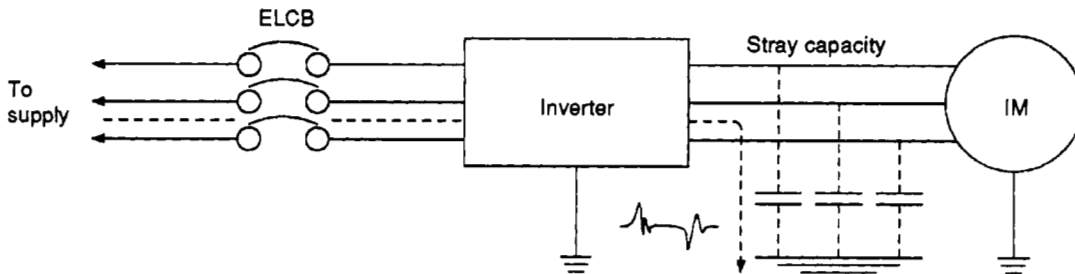 ELCB
Stray capacity
To
supply
Inverter
IM